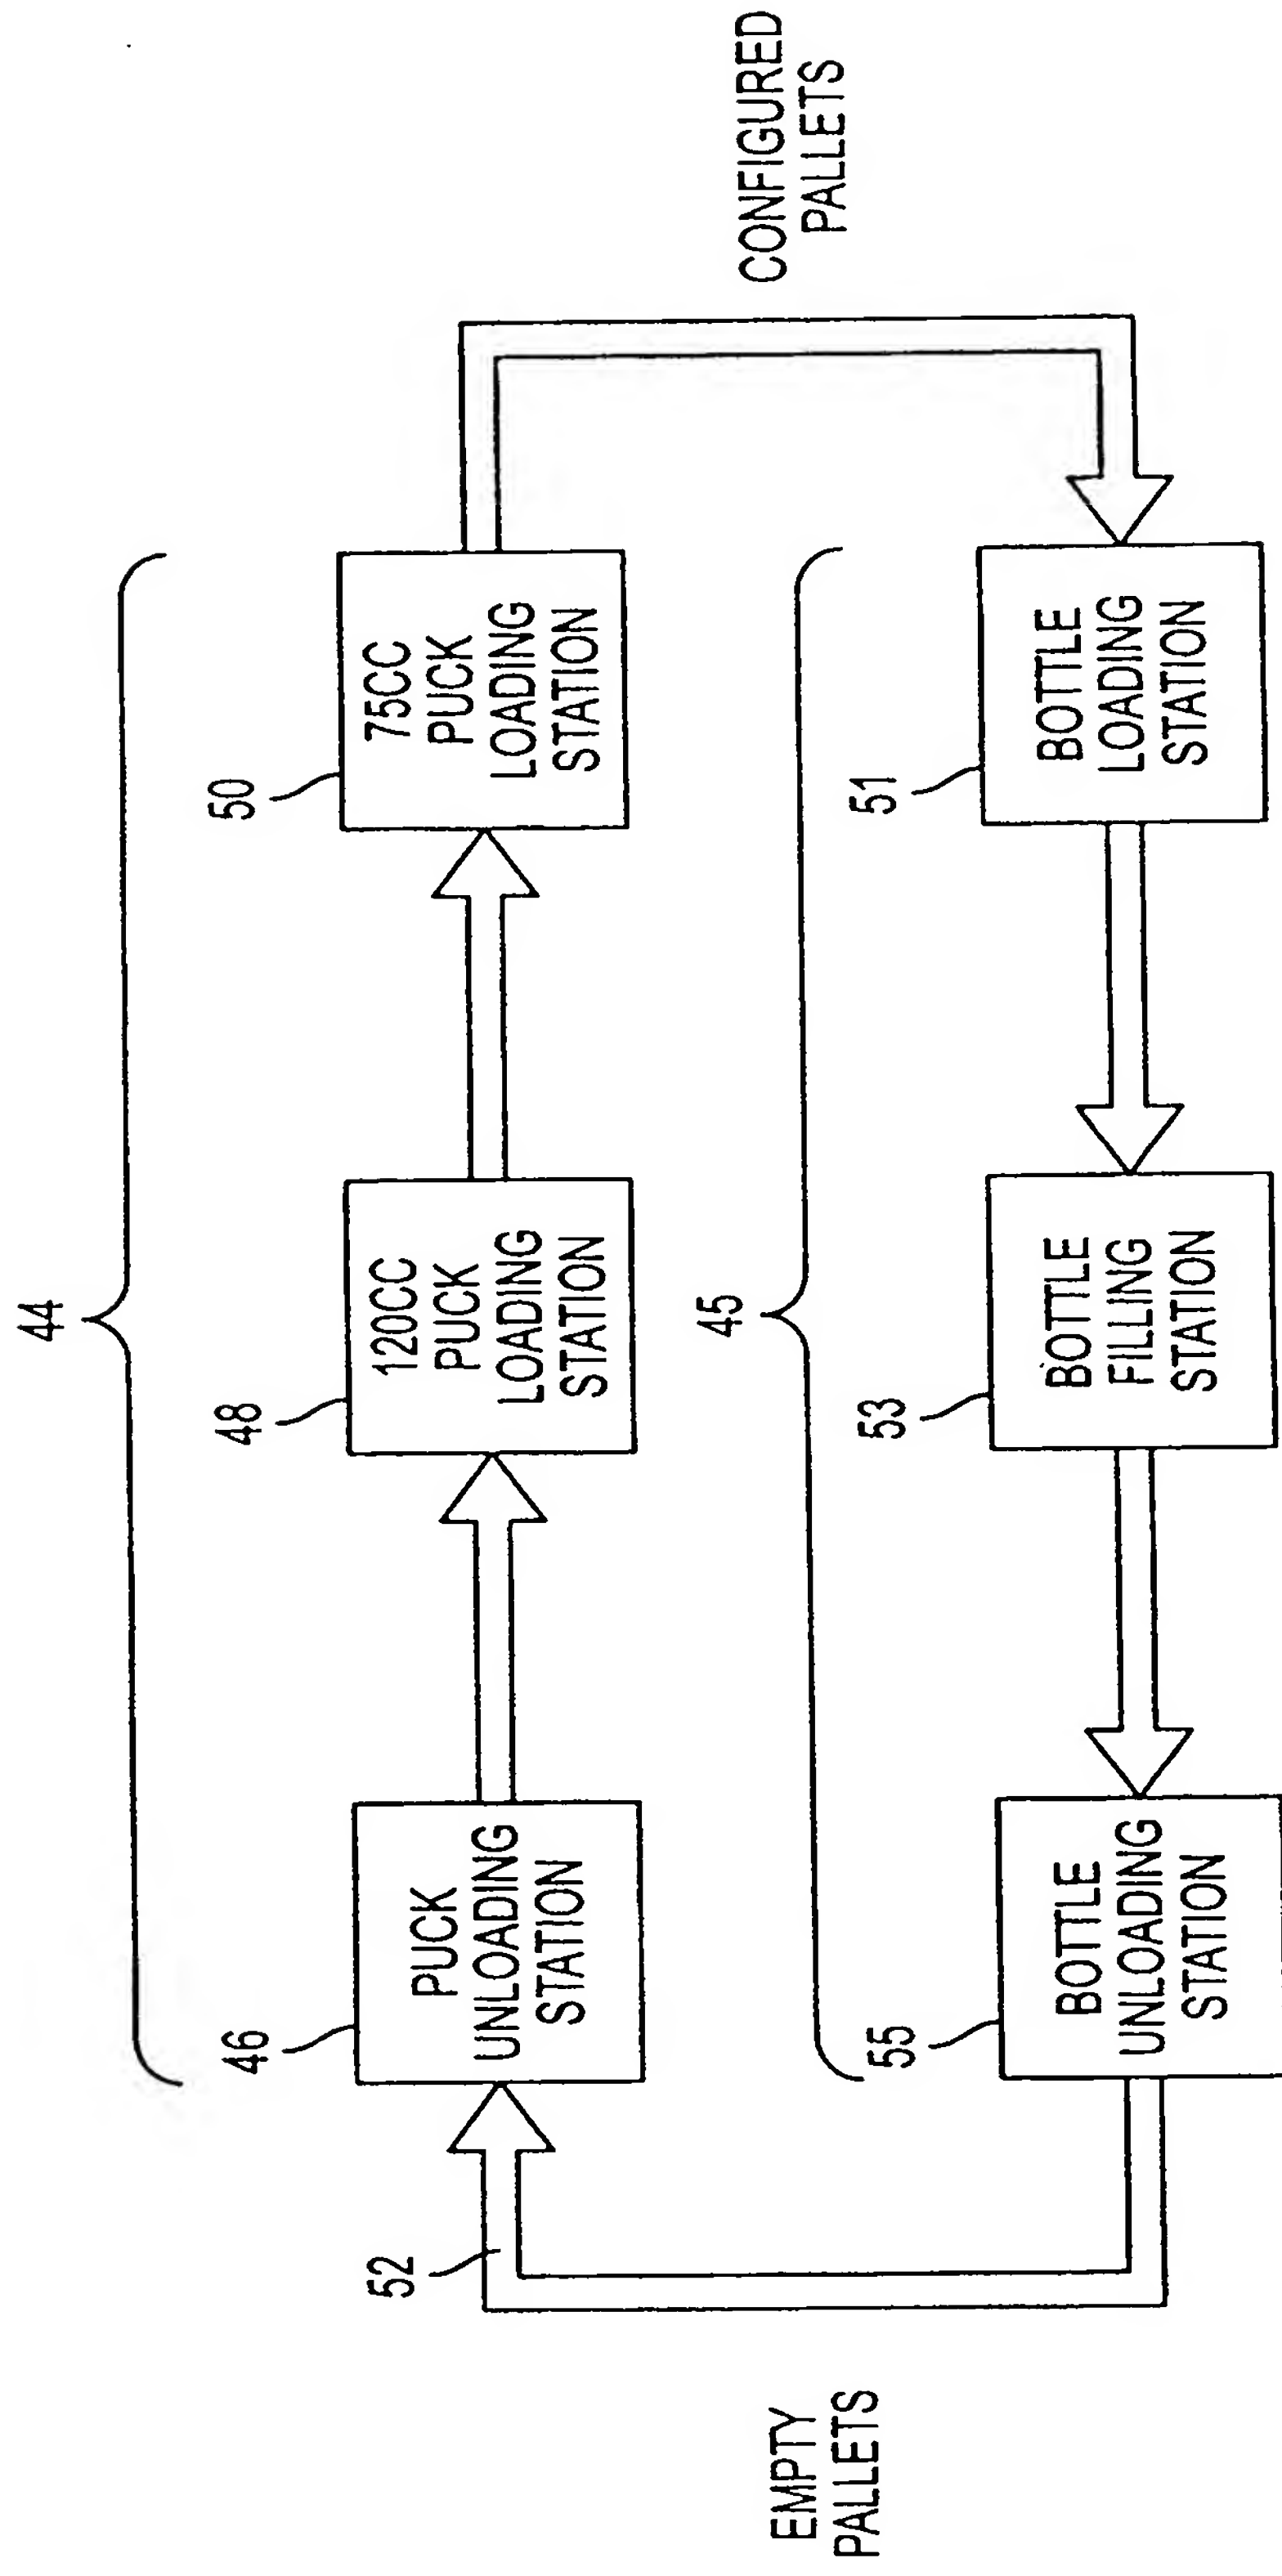 44
46
PUCK
UNLOADING
STATION
48
120CC
PUCK
LOADING
STATION
50
75CC
PUCK
LOADING
STATION
52
EMPTY
PALLETS
CONFIGURED
PALLETS
45
55
BOTTLE
UNLOADING
STATION
53
BOTTLE
FILLING
STATION
51
BOTTLE
LOADING
STATION